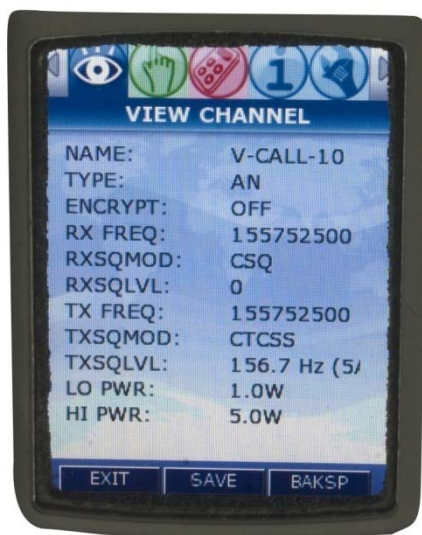 VIEW CHANNEL
NAME: V-CALL-10
TYPE: AN
ENCRYPT: OFF
RX FREQ: 155752500
RXSQMOD: CSQ
RXSQLVL: 0
TX FREQ: 155752500
TXSQMOD: CTCSS
TXSQLVL: 156.7 Hz (5A
LO PWR: 1.0W
HI PWR: 5.0W
EXIT SAVE BAKSP